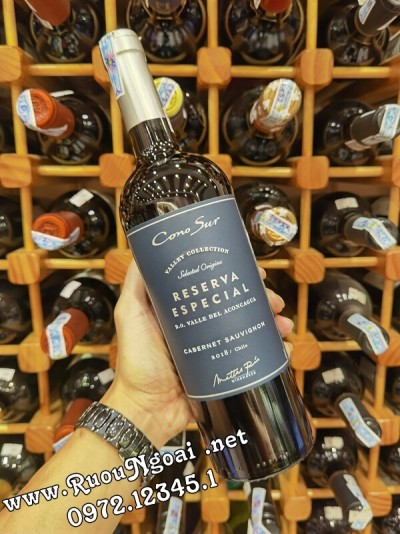 Cono Sur
VALLEY COLLECTION
Selected Origins
RESERVA
ESPECIAL
D.O. VALLE DEL ACONCAGUA
CABERNET SAUVIGNON
2018 / Chile
WINEMAKER
www.RuouNgoai .net
0972.12345.1